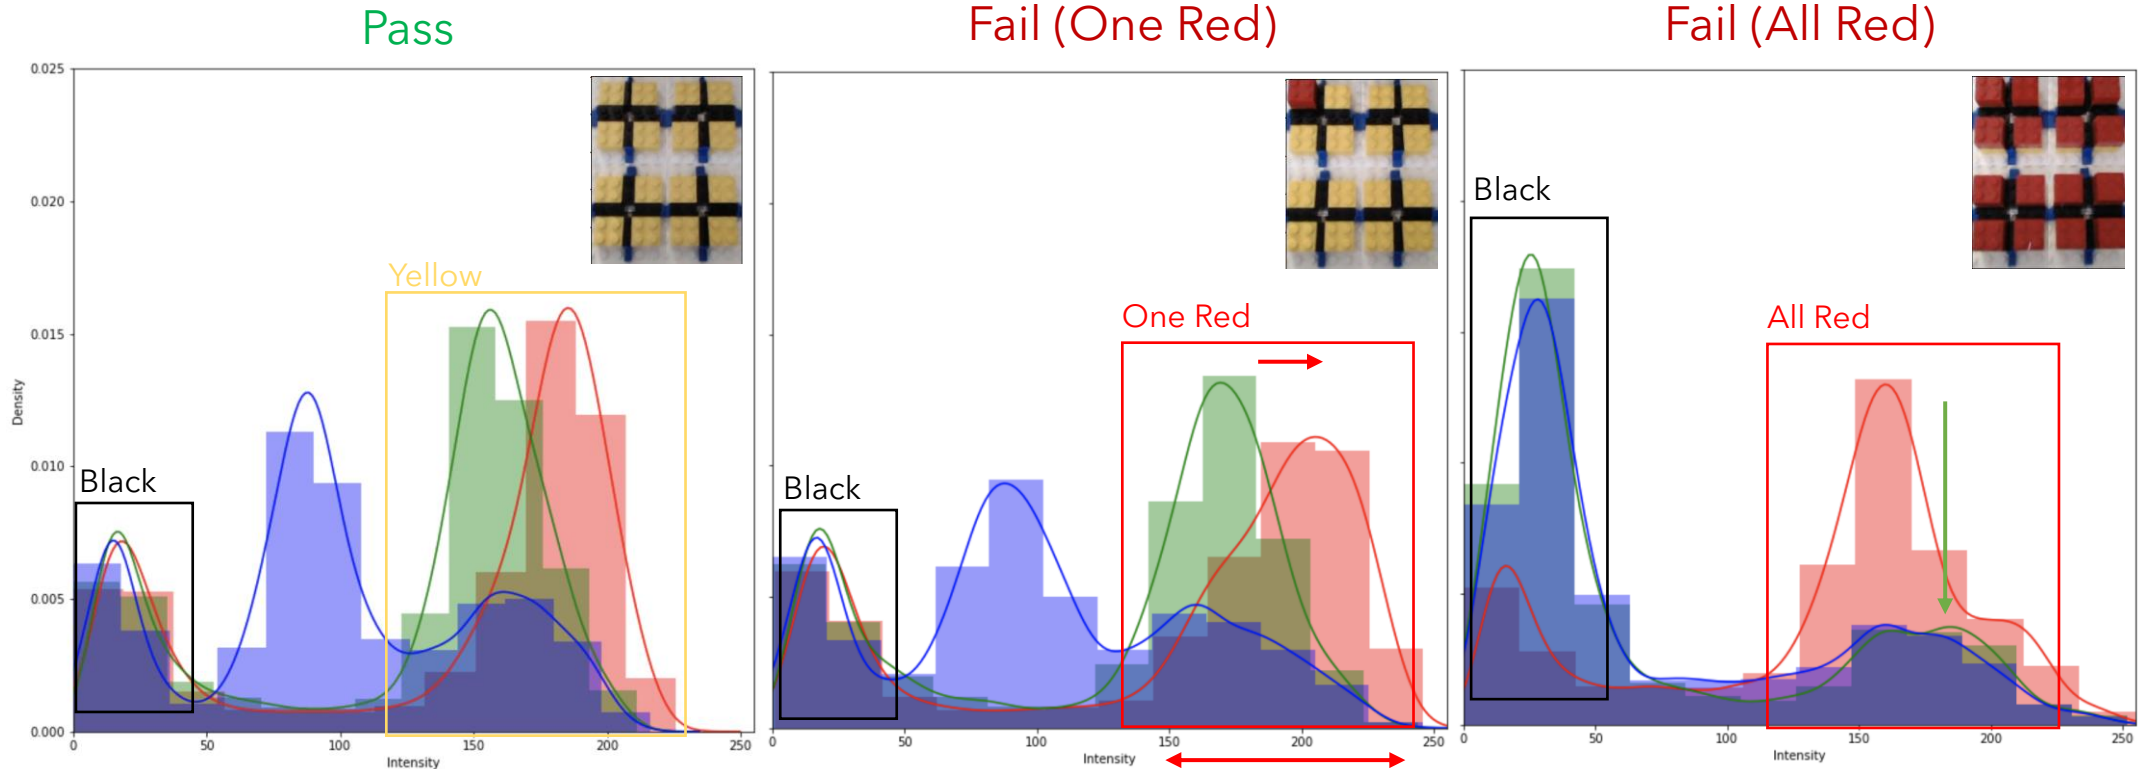 Pass
Fail (One Red)
Fail (All Red)
0.025
0.020
0.015
0.010
0.005
0.000
Density
Black
Yellow
0 50 100 150 200 250
Intensity
Black
One Red
0 50 100 150 200 250
Intensity
Black
All Red
0 50 100 150 200 250
Intensity